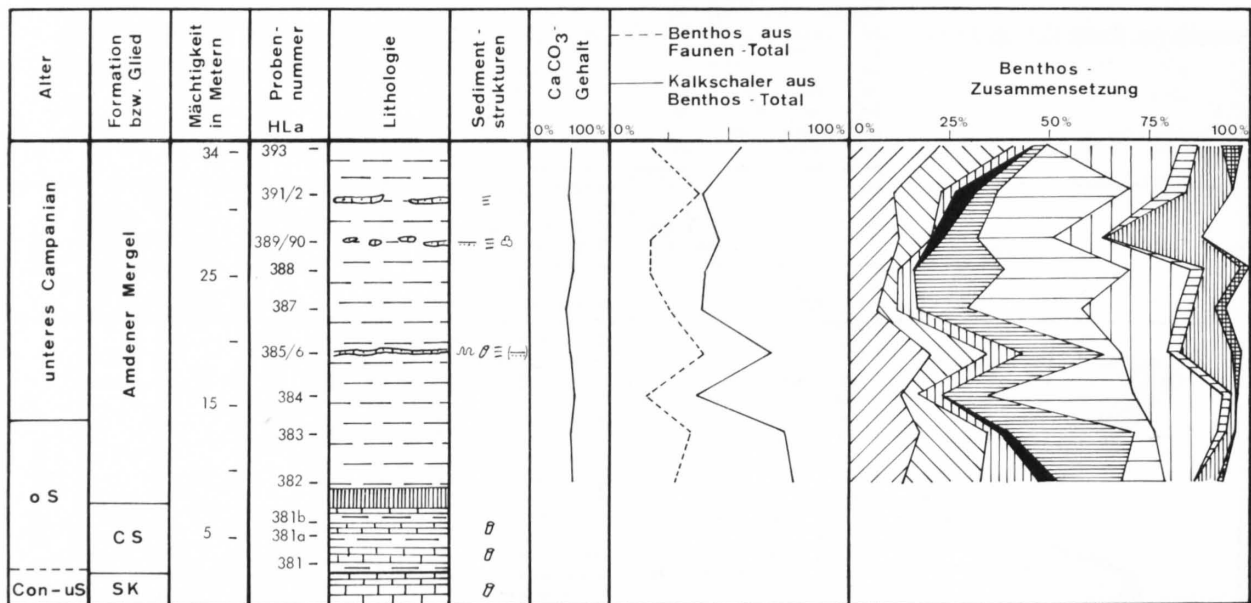 Alter
Formation
bzw. Glied
Mächtigkeit
in Metern
Proben-
nummer
HLa
Lithologie
Sediment-
strukturen
CaCO3-
Gehalt
0% 100%
Benthos aus
Faunen-Total
Kalkschaler aus
Benthos-Total
0% 100%
Benthos-
Zusammensetzung
0% 25% 50% 75% 100%
unteres Campanian
o S
Con-uS
Amdener Mergel
CS
SK
34
25
15
5
393
391/2
389/90
388
387
385/6
384
383
382
381b
381a
381